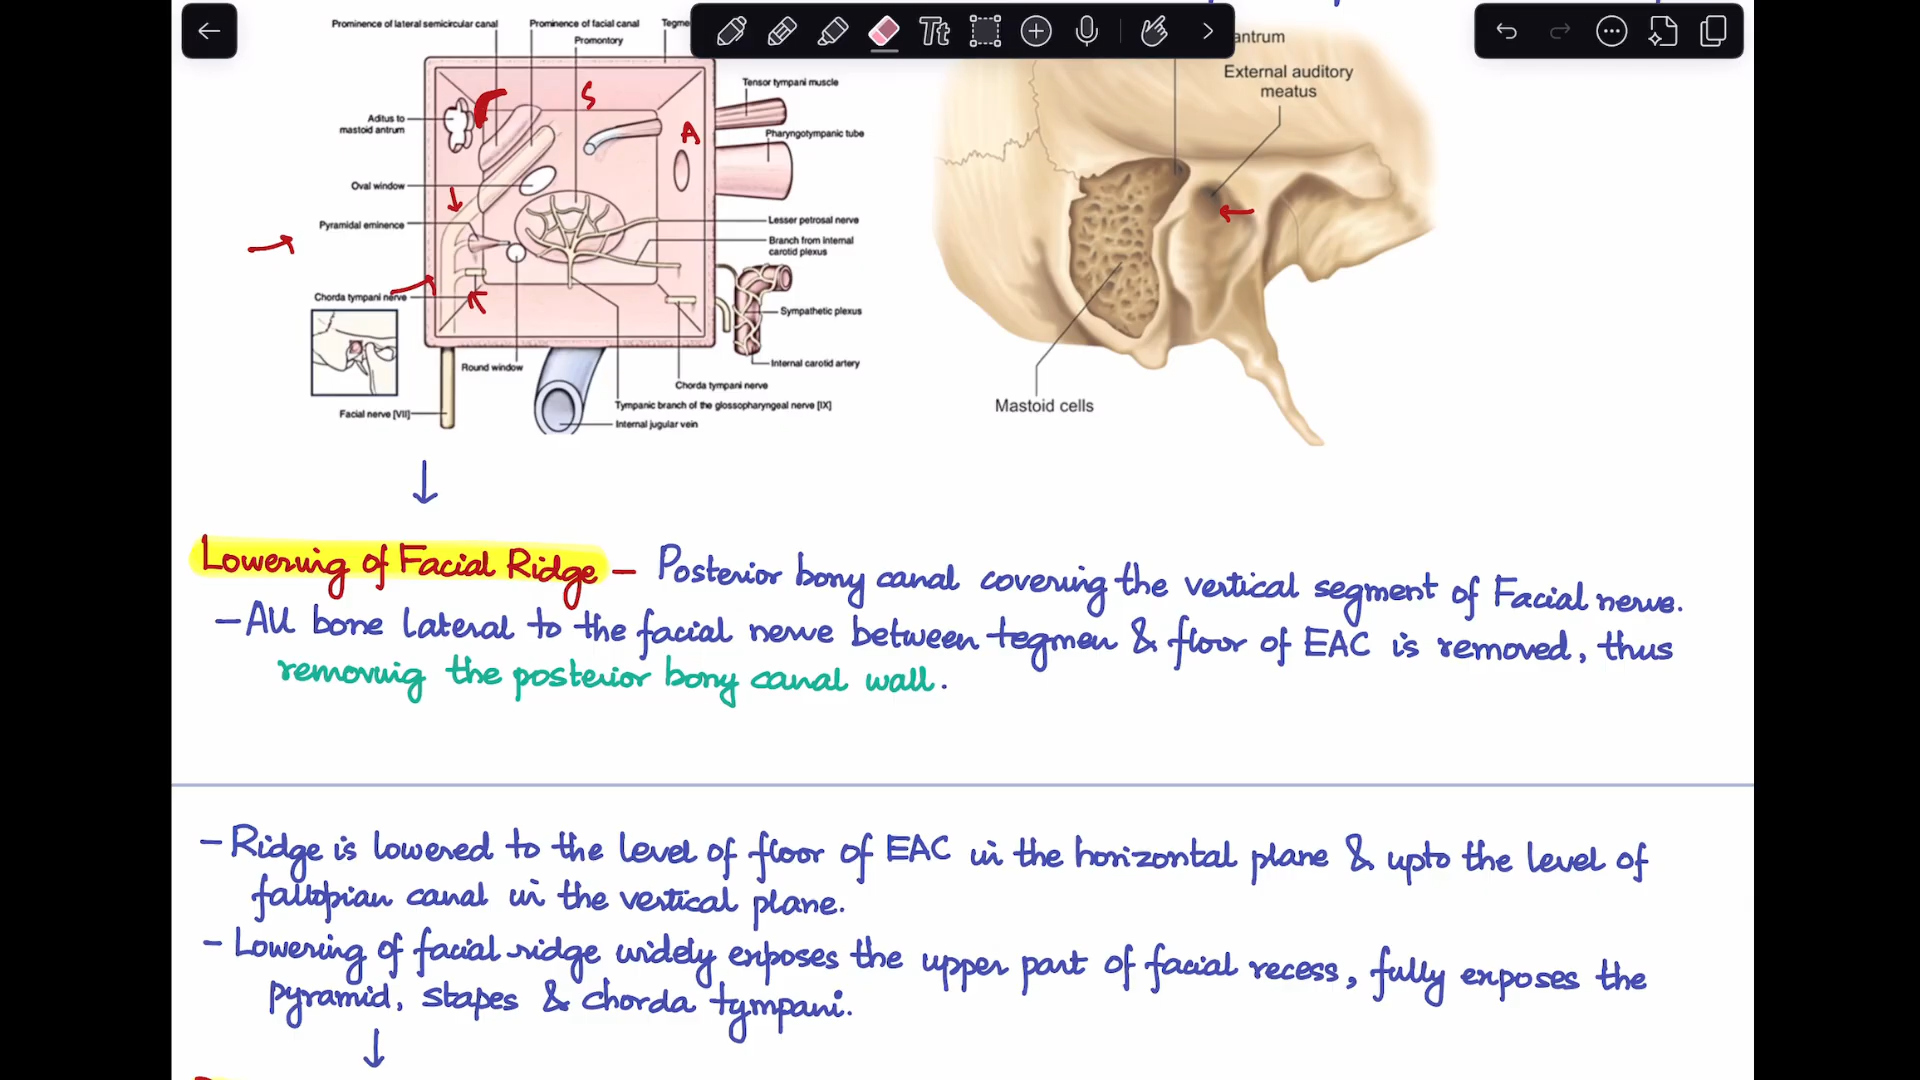 Prominence of lateral semicircular canal
Prominence of facial canal
Tegme
Promontory
S
A
Tensor tympani muscle
Pharyngotympanic tube
Aditus to
mastoid antrum
Oval window
Pyramidal eminence
Lesser petrosal nerve
Branch from internal
carotid plexus
Chorda tympani nerve
Sympathetic plexus
Round window
Internal carotid artery
Chorda tympani nerve
Tympanic branch of the glossopharyngeal nerve [IX]
Facial nerve [VII]
Internal jugular vein
Tt
antrum
External auditory
meatus
Mastoid cells
Lowering of Facial Ridge — Posterior bony canal covering the vertical segment of Facial nerve.
- All bone lateral to the facial nerve between tegmen & floor of EAC is removed, thus
removing the posterior bony canal wall.
- Ridge is lowered to the level of floor of EAC in the horizontal plane & upto the level of
fallopian canal in the vertical plane.
- Lowering of facial ridge widely exposes the upper part of facial recess, fully exposes the
pyramid, stapes & chorda tympani.